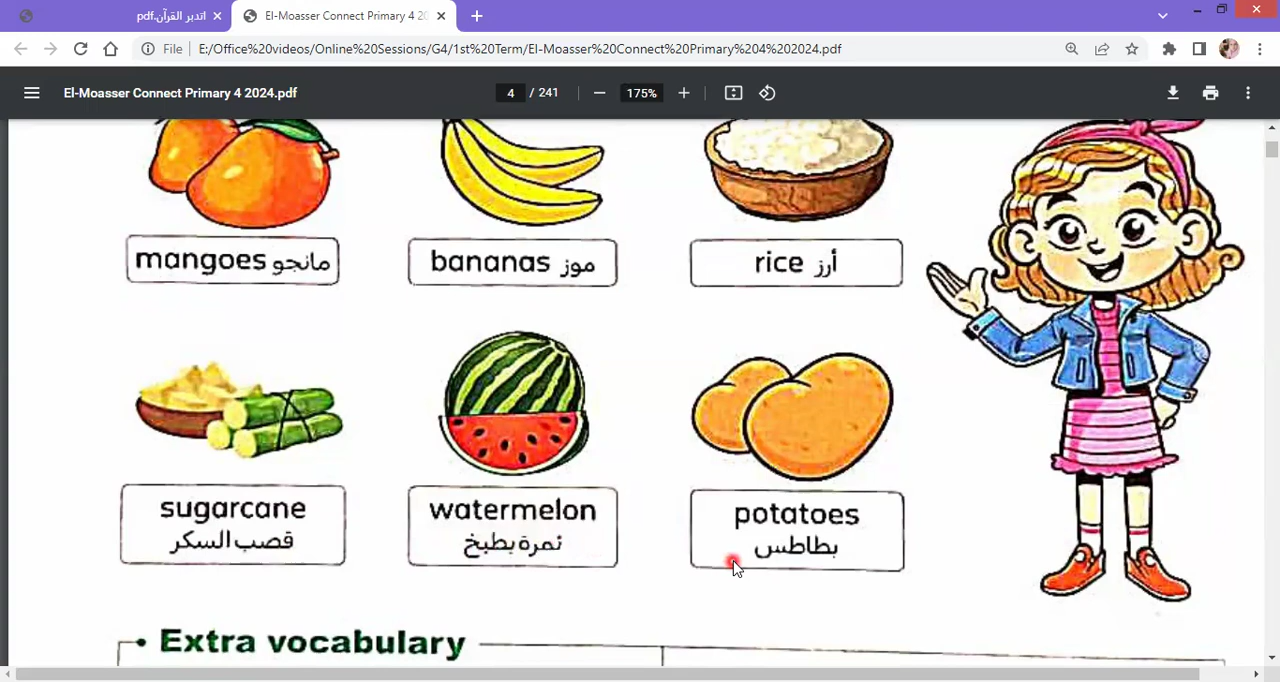 اتدبر القرآن.pdf
El-Moasser Connect Primary 4 20
File E:/Office%20videos/Online%20Sessions/G4/1st%20Term/El-Moasser%20Connect%20Primary%204%202024.pdf
El-Moasser Connect Primary 4 2024.pdf
4 / 241
175%
mangoes مانجو
bananas موز
rice أرز
sugarcane
قصب السكر
watermelon
ثمرة بطيخ
potatoes
بطاطس
• Extra vocabulary